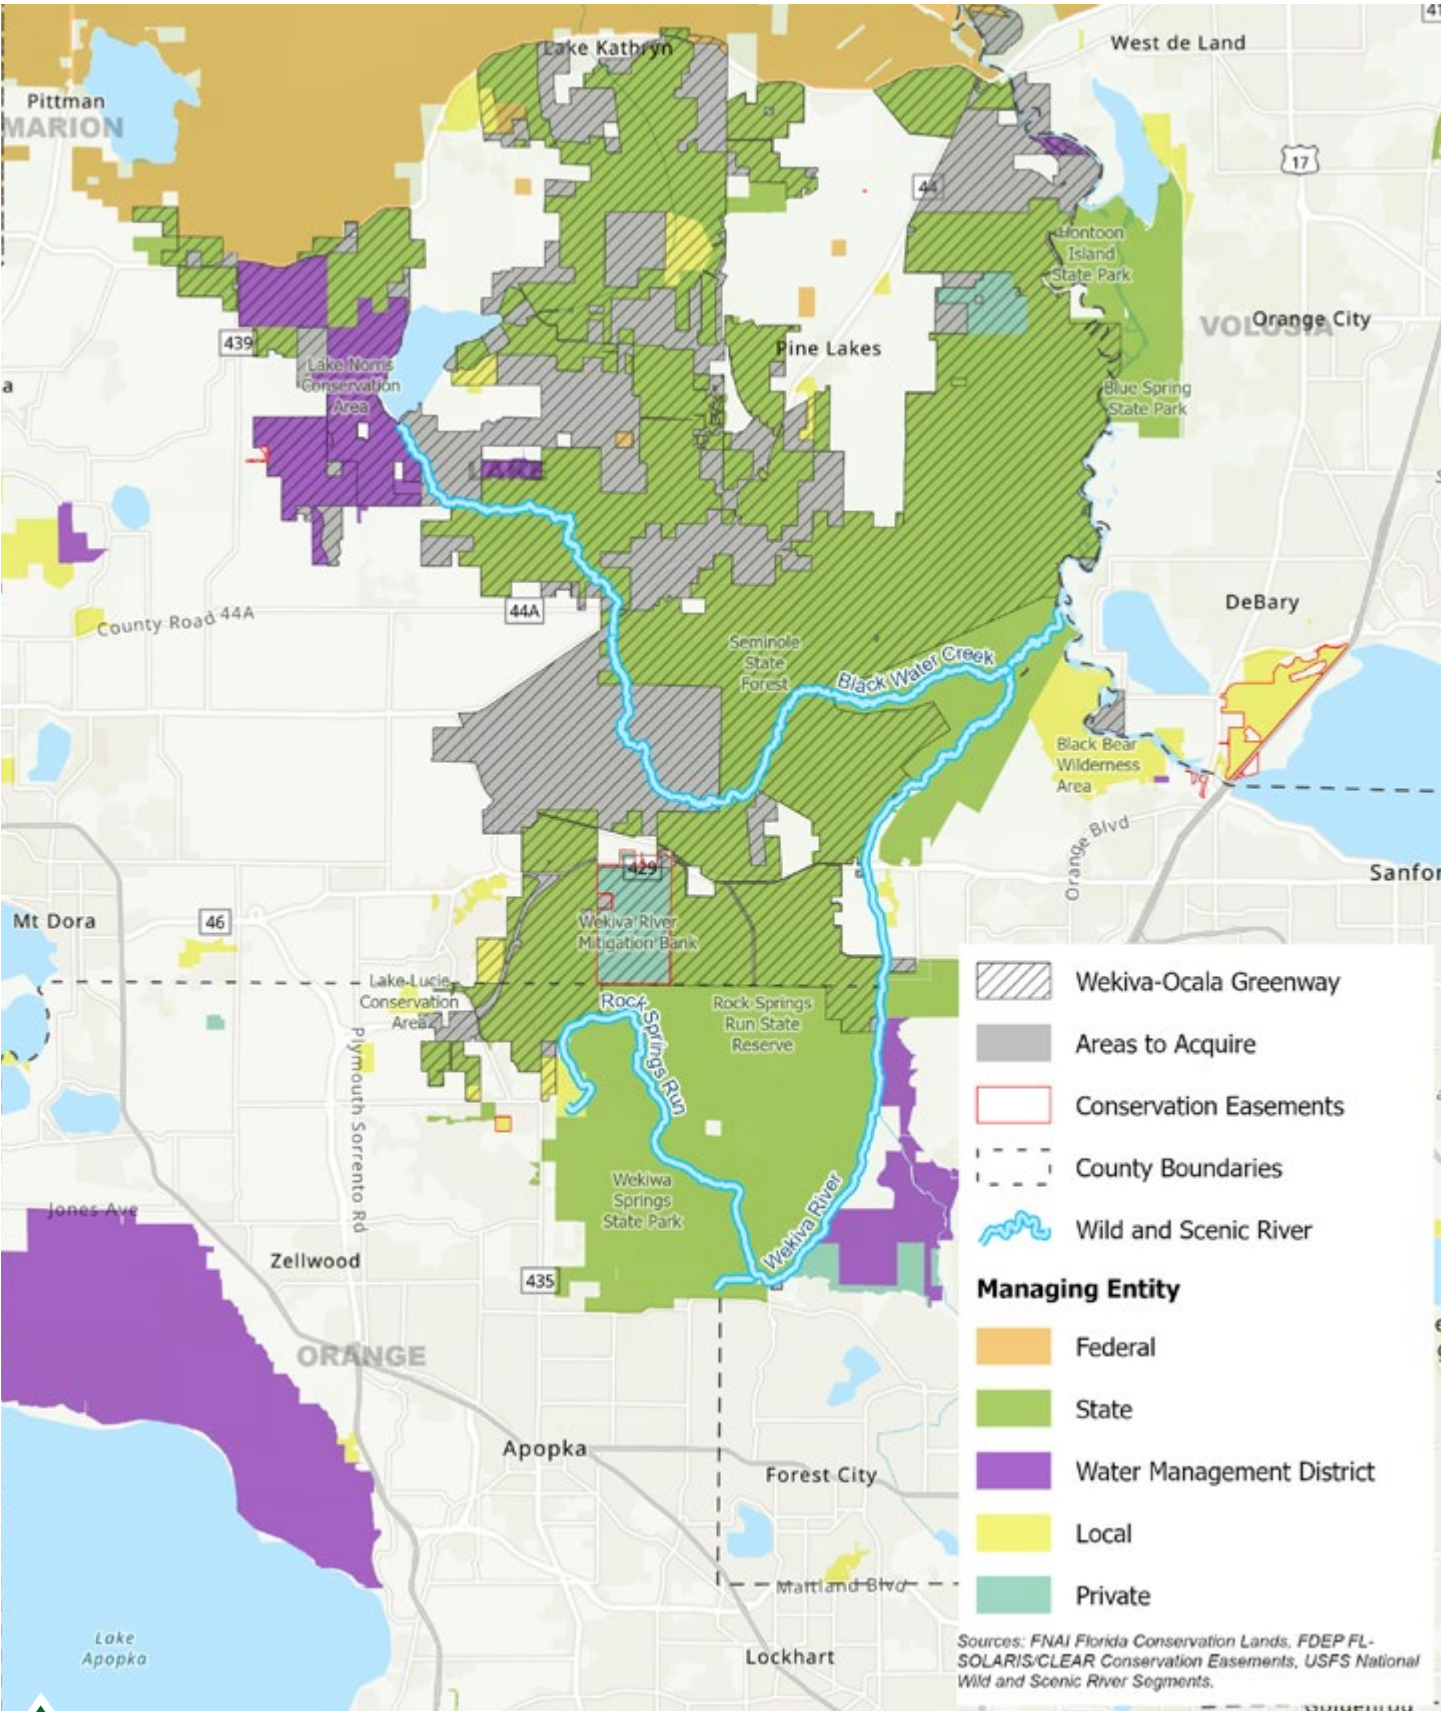 41
Lake Kathryn
West de Land
Pittman
MARION
17
44
Hontoon
Island
State Park
VOLUSIA
Orange City
439
Pine Lakes
Lake Norris
Conservation
Area
a
Blue Spring
State Park
LAKE
44A
County Road 44A
DeBary
Seminole
State
Forest
Black Water Creek
Black Bear
Wilderness
Area
Orange Blvd
Sanfor
429
Mt Dora
46
Wekiva River
Mitigation Bank
Lake Lucie
Conservation
Area
Rock Springs Run
Rock Springs
Run State
Reserve
Plymouth Sorrento Rd
Wekiwa
Springs
State Park
Wekiva River
Jones Ave
Zellwood
435
ORANGE
Apopka
Forest City
Maitland Blvd
Lake
Apopka
Lockhart
Wekiva-Ocala Greenway
Areas to Acquire
Conservation Easements
County Boundaries
Wild and Scenic River
Managing Entity
Federal
State
Water Management District
Local
Private
Sources: FNAI Florida Conservation Lands, FDEP FL-
SOLARIS/CLEAR Conservation Easements, USFS National
Wild and Scenic River Segments.